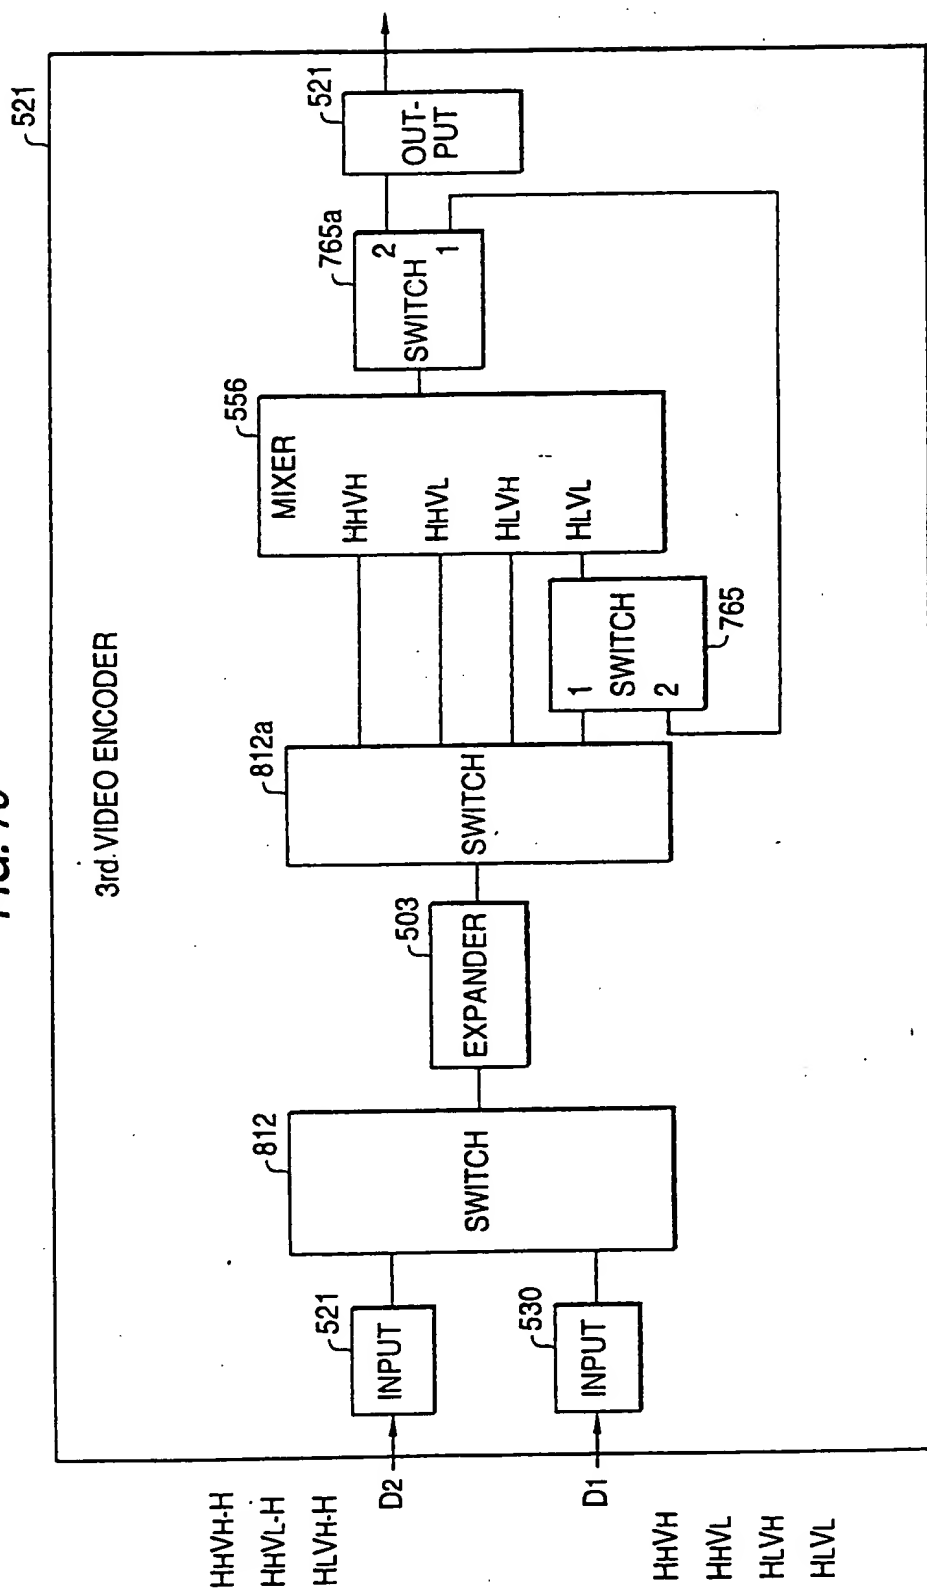 3rd. VIDEO ENCODER
521
HHVH-H
HHVL-H
HLVH-H
D2
INPUT
521
D1
INPUT
530
HHVH
HHVL
HLVH
HLVL
SWITCH
812
EXPANDER
503
SWITCH
812a
1
SWITCH
2
765
MIXER
556
HHVH
HHVL
HLVH
HLVL
SWITCH
2
1
765a
OUT-
PUT
521